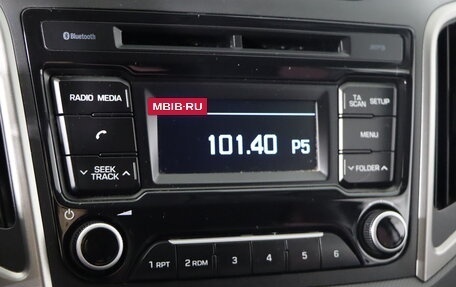 Bluetooth
RADIO MEDIA
TA SCAN
SETUP
MBIB-RU
101.40 P5
MENU
SEEK TRACK
FOLDER
1 RPT
2 RDM
3
4
5
6